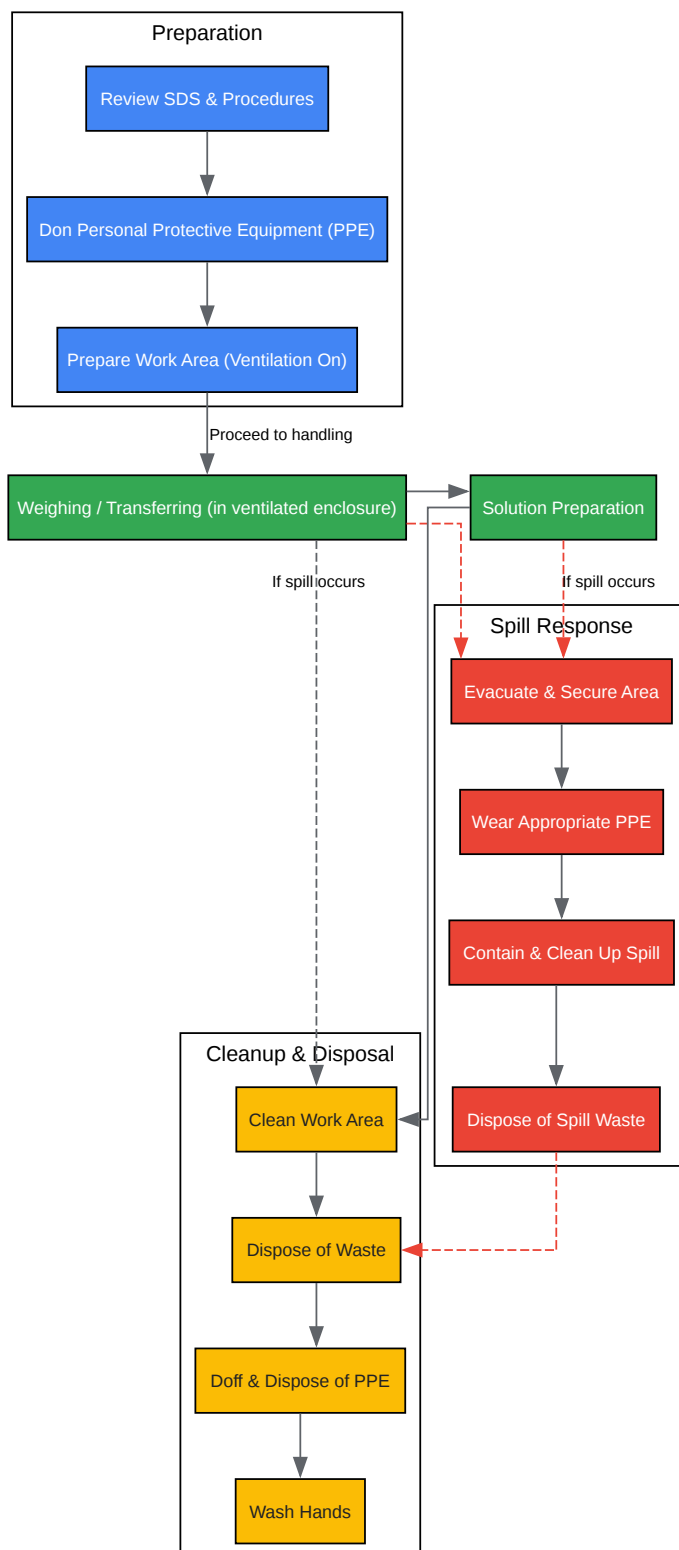 Preparation
Review SDS & Procedures
Don Personal Protective Equipment (PPE)
Prepare Work Area (Ventilation On)
Proceed to handling
Weighing / Transferring (in ventilated enclosure)
Solution Preparation
If spill occurs
If spill occurs
Spill Response
Evacuate & Secure Area
Wear Appropriate PPE
Contain & Clean Up Spill
Dispose of Spill Waste
Cleanup & Disposal
Clean Work Area
Dispose of Waste
Doff & Dispose of PPE
Wash Hands